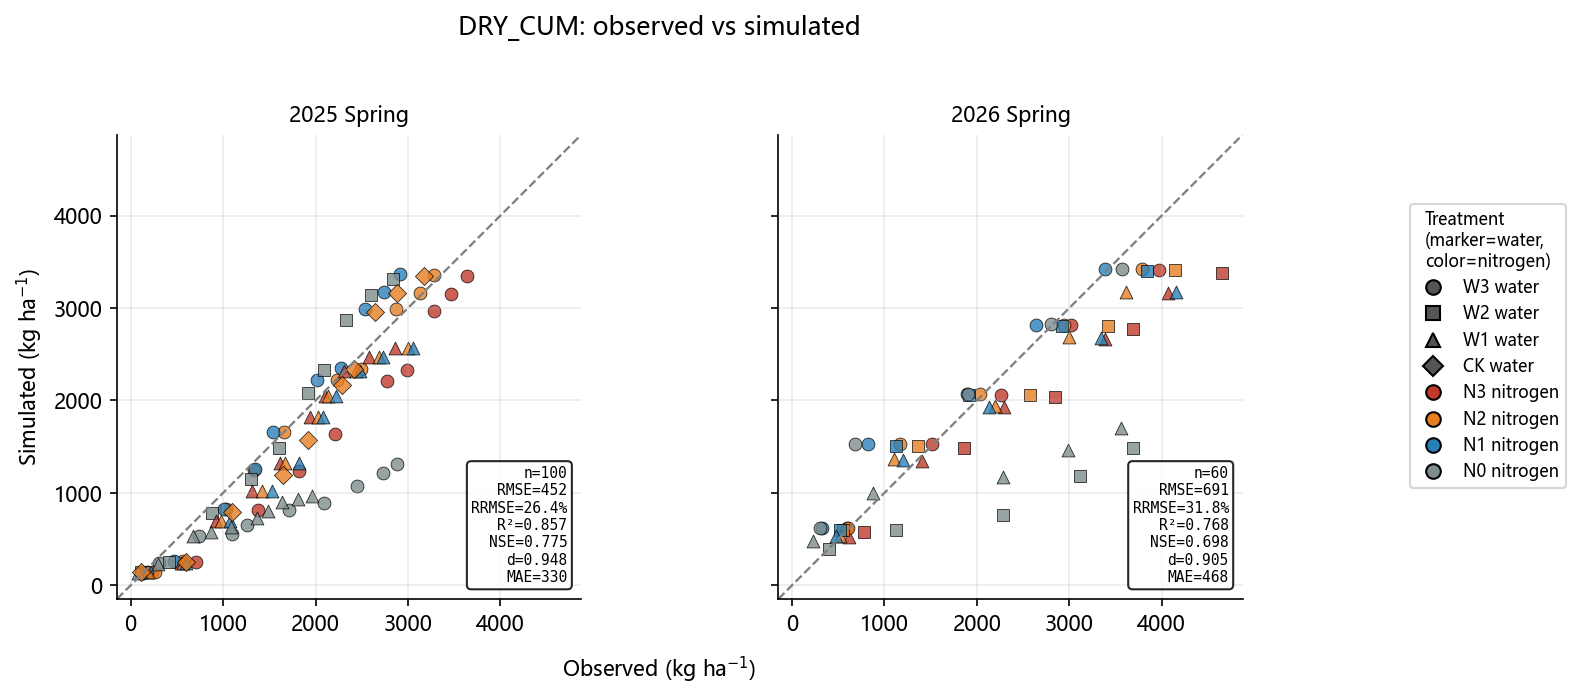 DRY_CUM: observed vs simulated
2025 Spring
2026 Spring
Simulated (kg ha⁻¹)
4000
3000
2000
1000
0
0
1000
2000
3000
4000
n=100
RMSE=452
RRMSE=26.4%
R²=0.857
NSE=0.775
d=0.948
MAE=330
0
1000
2000
3000
4000
n=60
RMSE=691
RRMSE=31.8%
R²=0.768
NSE=0.698
d=0.905
MAE=468
Observed (kg ha⁻¹)
Treatment
(marker=water,
color=nitrogen)
W3 water
W2 water
W1 water
CK water
N3 nitrogen
N2 nitrogen
N1 nitrogen
N0 nitrogen